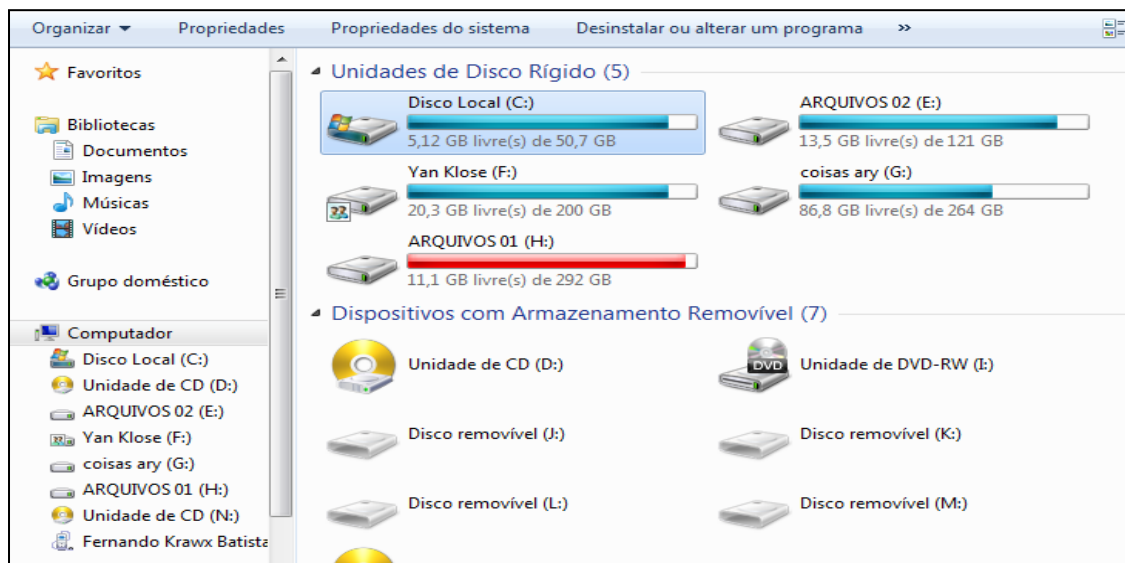 Organizar Propriedades Propriedades do sistema Desinstalar ou alterar um programa »
Favoritos
Bibliotecas
Documentos
Imagens
Músicas
Vídeos
Grupo doméstico
Computador
Disco Local (C:)
Unidade de CD (D:)
ARQUIVOS 02 (E:)
Yan Klose (F:)
coisas ary (G:)
ARQUIVOS 01 (H:)
Unidade de CD (N:)
Fernando Krawx Batista
Unidades de Disco Rígido (5)
Disco Local (C:)
5,12 GB livre(s) de 50,7 GB
ARQUIVOS 02 (E:)
13,5 GB livre(s) de 121 GB
Yan Klose (F:)
20,3 GB livre(s) de 200 GB
coisas ary (G:)
86,8 GB livre(s) de 264 GB
ARQUIVOS 01 (H:)
11,1 GB livre(s) de 292 GB
Dispositivos com Armazenamento Removível (7)
Unidade de CD (D:)
DVD
Unidade de DVD-RW (I:)
Disco removível (J:)
Disco removível (K:)
Disco removível (L:)
Disco removível (M:)